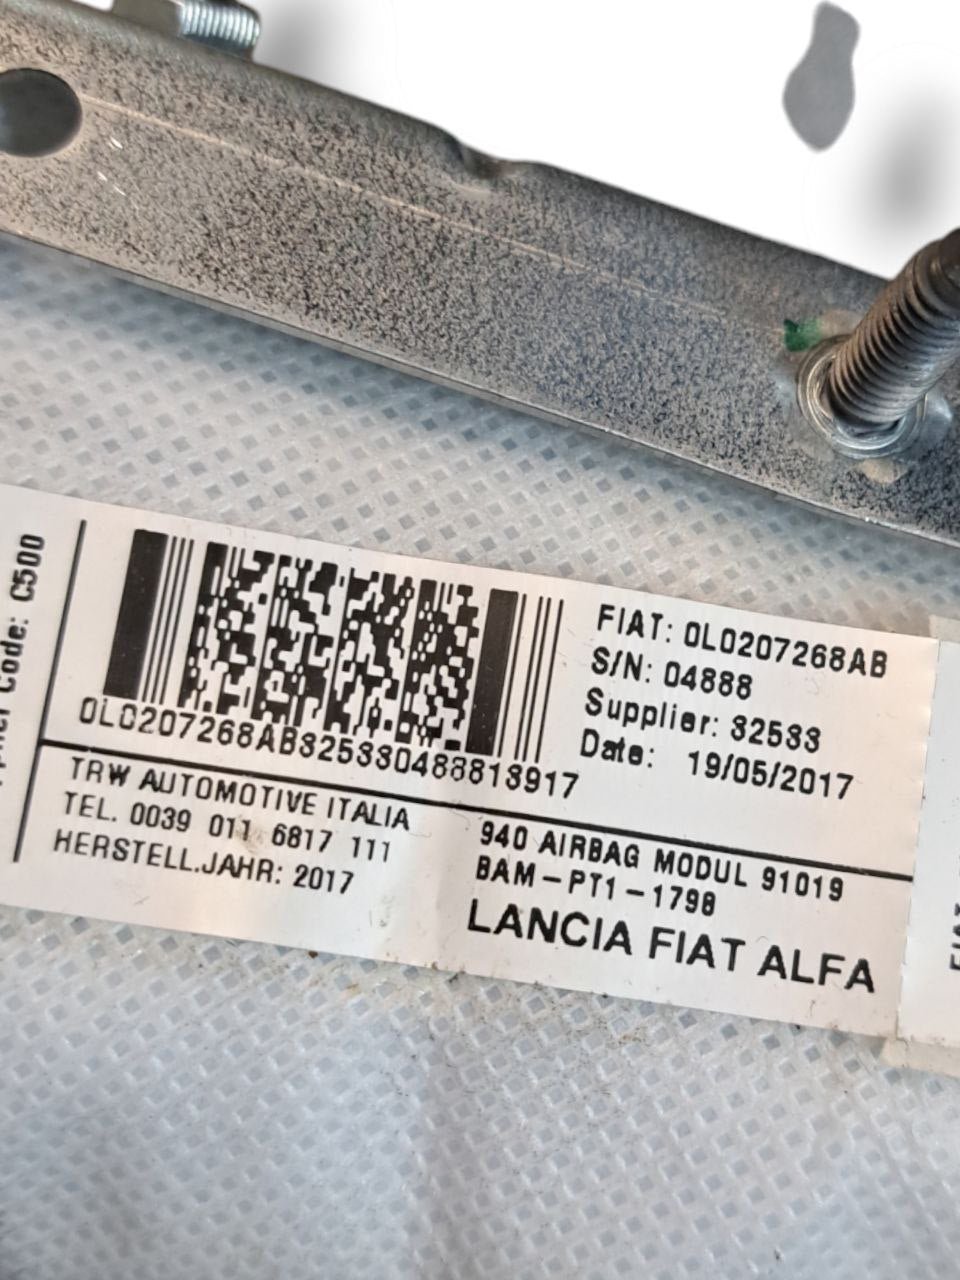 Code: C500
FIAT: 0L0207268AB
S/N: 04888
Supplier: 32533
Date: 19/05/2017
0L0207268AB325330488813917
TRW AUTOMOTIVE ITALIA
TEL. 0039 011 6817 111
HERSTELL.JAHR: 2017
940 AIRBAG MODUL 91019
BAM-PT1-1798
LANCIA FIAT ALFA